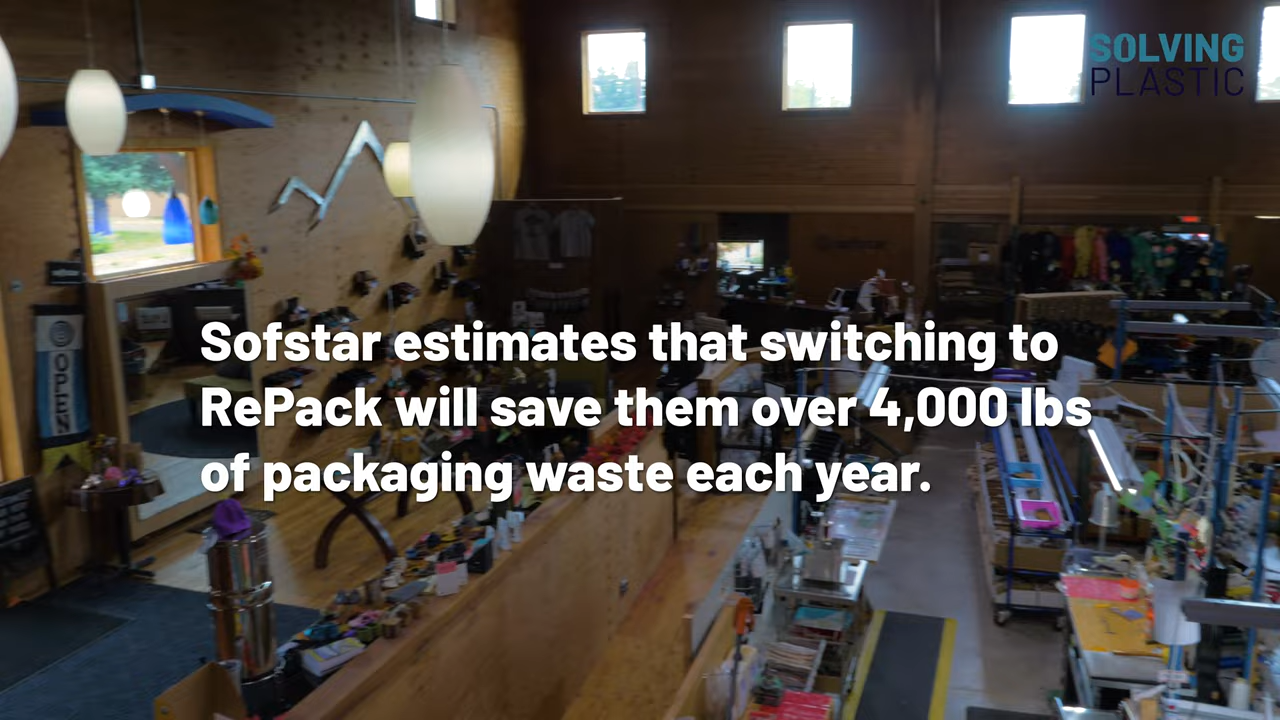 SOLVING
PLASTIC
OPEN
Sofstar estimates that switching to
RePack will save them over 4,000 lbs
of packaging waste each year.